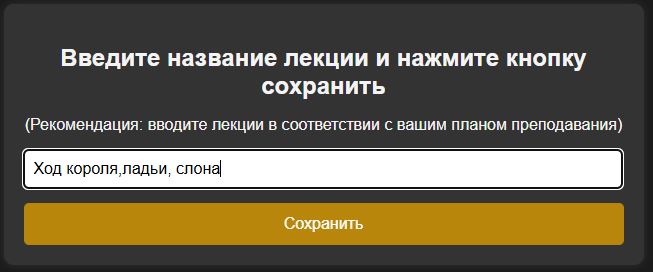 Введите название лекции и нажмите кнопку
сохранить
(Рекомендация: вводите лекции в соответствии с вашим планом преподавания)
Ход короля,ладьи, слона
Сохранить